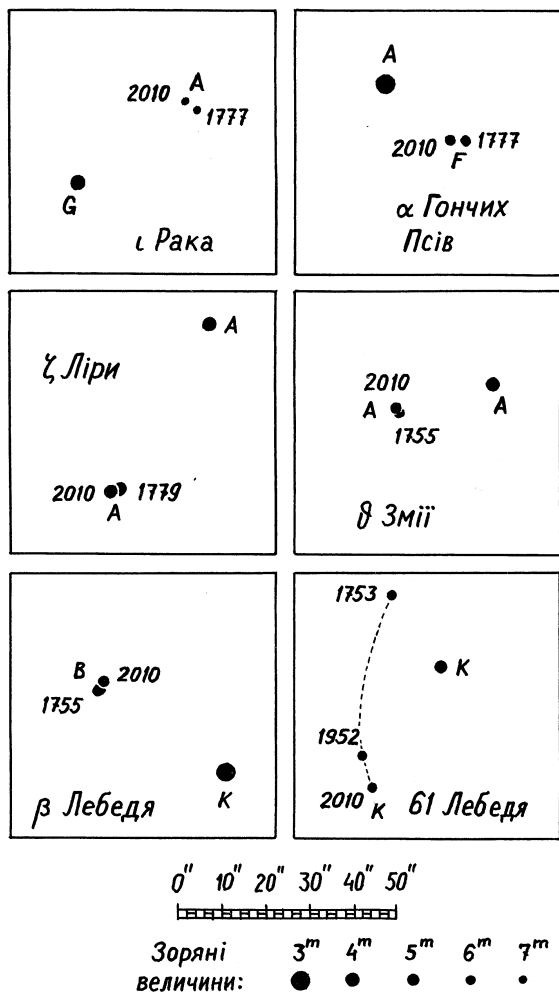 A
2010
1777
G
ι Рака
A
2010
1777
F
α Гончих
Псів
A
ζ Ліри
2010
1779
A
2010
A
A
1755
θ Змії
B
2010
1755
β Лебедя
K
1753
K
1952
2010
K
61 Лебедя
0" 10" 20" 30" 40" 50"
Зоряні 3ᵐ 4ᵐ 5ᵐ 6ᵐ 7ᵐ
величини: